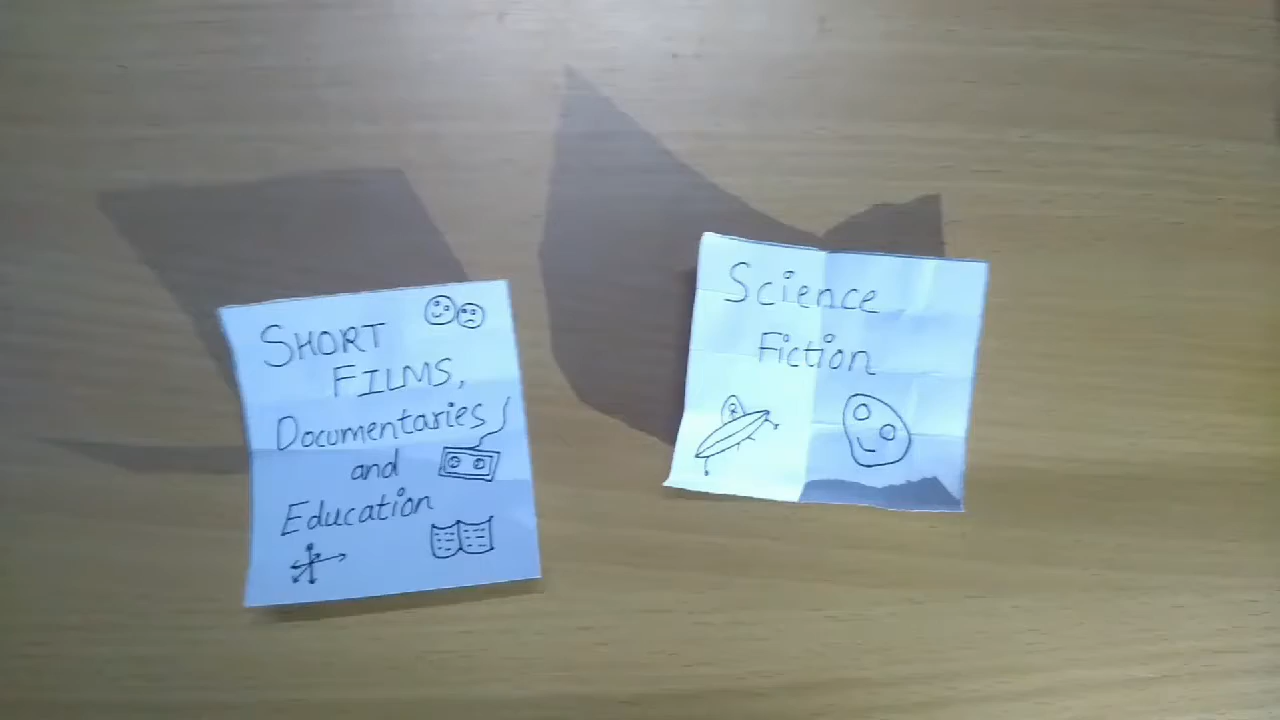 SHORT
FILMS,
Documentaries
and
Education
Science
Fiction